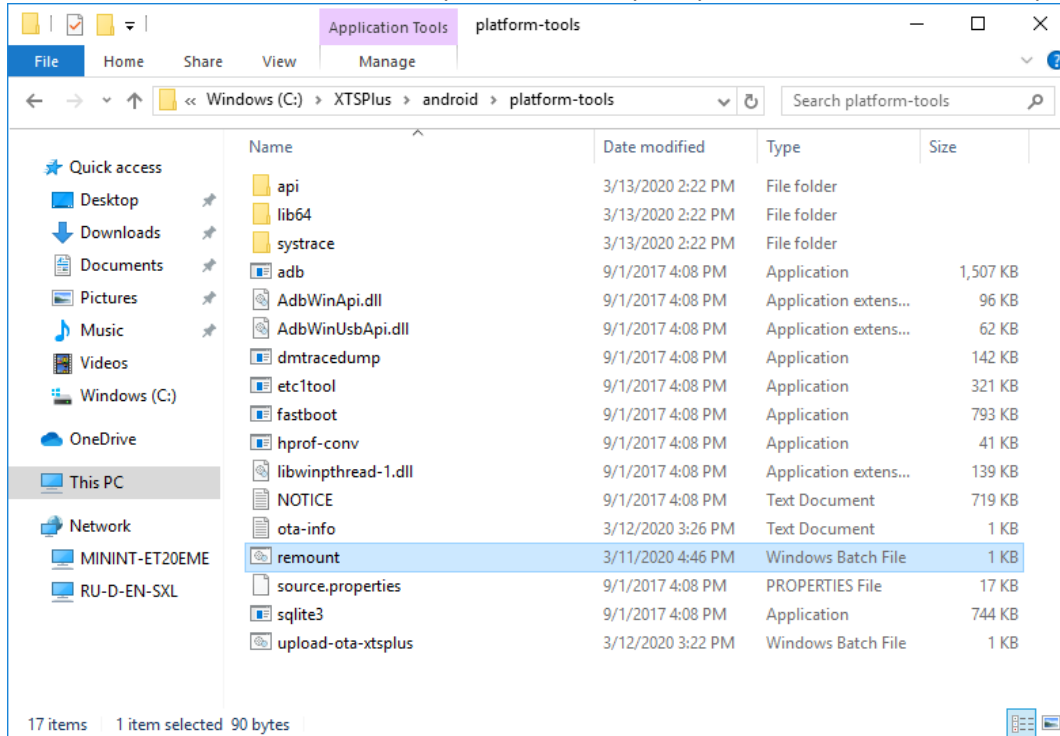 Application Tools platform-tools
File Home Share View Manage
« Windows (C:) > XTSPlus > android > platform-tools Search platform-tools
Name Date modified Type Size
Quick access
Desktop
Downloads
Documents
Pictures
Music
Videos
Windows (C:)
OneDrive
This PC
Network
MININT-ET20EME
RU-D-EN-SXL
api 3/13/2020 2:22 PM File folder
lib64 3/13/2020 2:22 PM File folder
systrace 3/13/2020 2:22 PM File folder
adb 9/1/2017 4:08 PM Application 1,507 KB
AdbWinApi.dll 9/1/2017 4:08 PM Application extens... 96 KB
AdbWinUsbApi.dll 9/1/2017 4:08 PM Application extens... 62 KB
dmtracedump 9/1/2017 4:08 PM Application 142 KB
etc1tool 9/1/2017 4:08 PM Application 321 KB
fastboot 9/1/2017 4:08 PM Application 793 KB
hprof-conv 9/1/2017 4:08 PM Application 41 KB
libwinpthread-1.dll 9/1/2017 4:08 PM Application extens... 139 KB
NOTICE 9/1/2017 4:08 PM Text Document 719 KB
ota-info 3/12/2020 3:26 PM Text Document 1 KB
remount 3/11/2020 4:46 PM Windows Batch File 1 KB
source.properties 9/1/2017 4:08 PM PROPERTIES File 17 KB
sqlite3 9/1/2017 4:08 PM Application 744 KB
upload-ota-xtsplus 3/12/2020 3:22 PM Windows Batch File 1 KB
17 items 1 item selected 90 bytes